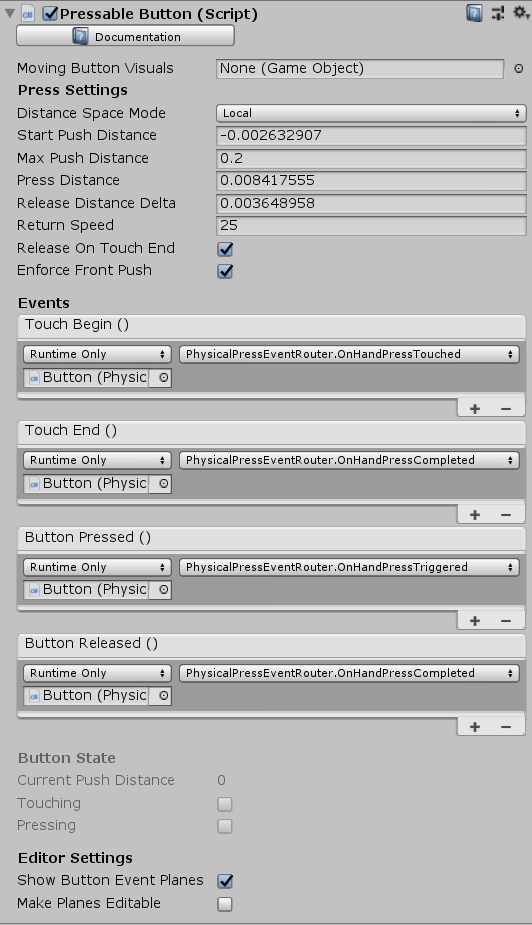 Pressable Button (Script)
Documentation
Moving Button Visuals None (Game Object)
Press Settings
Distance Space Mode Local
Start Push Distance -0.002632907
Max Push Distance 0.2
Press Distance 0.008417555
Release Distance Delta 0.003648958
Return Speed 25
Release On Touch End
Enforce Front Push
Events
Touch Begin ()
Runtime Only PhysicalPressEventRouter.OnHandPressTouched
Button (Physic
+ −
Touch End ()
Runtime Only PhysicalPressEventRouter.OnHandPressCompleted
Button (Physic
+ −
Button Pressed ()
Runtime Only PhysicalPressEventRouter.OnHandPressTriggered
Button (Physic
+ −
Button Released ()
Runtime Only PhysicalPressEventRouter.OnHandPressCompleted
Button (Physic
+ −
Button State
Current Push Distance 0
Touching
Pressing
Editor Settings
Show Button Event Planes
Make Planes Editable